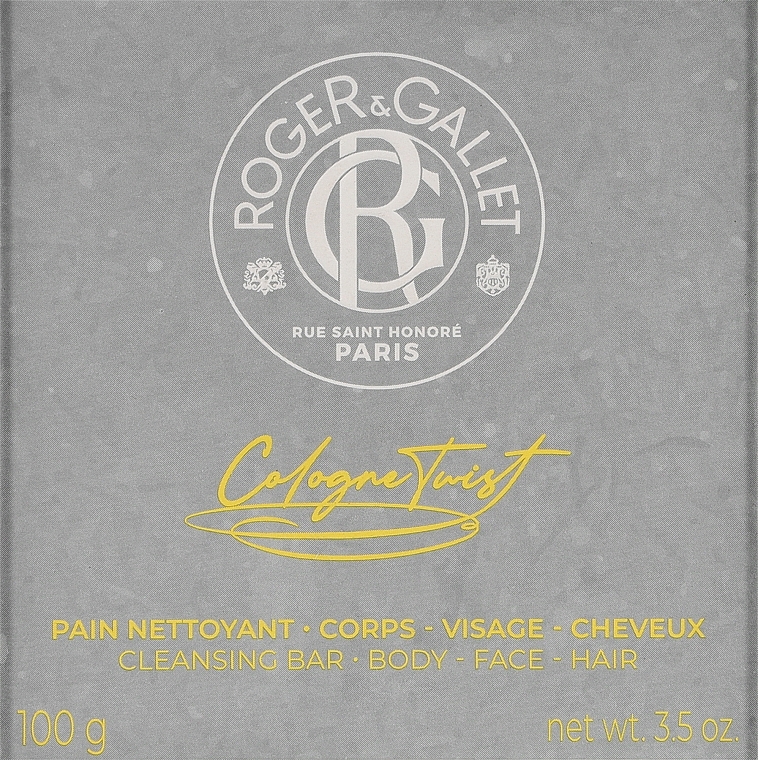 ROGER & GALLET
RG
RUE SAINT HONORÉ
PARIS
Cologne Twist
PAIN NETTOYANT • CORPS - VISAGE - CHEVEUX
CLEANSING BAR • BODY - FACE - HAIR
100 g
net wt. 3.5 oz.